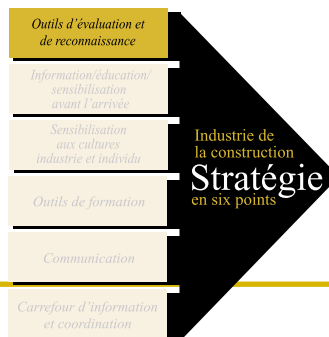 Outils d'évaluation et
de reconnaissance
Information/éducation/
sensibilisation
avant l'arrivée
Sensibilisation
aux cultures
industrie et individu
Outils de formation
Communication
Carrefour d'information
et coordination
Industrie de
la construction
Stratégie
en six points